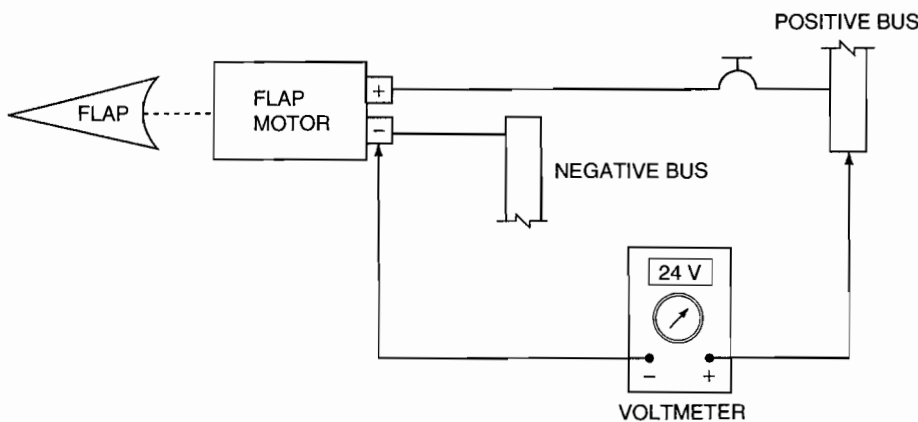 POSITIVE BUS
FLAP
FLAP
MOTOR
+
-
NEGATIVE BUS
24 V
- +
VOLTMETER